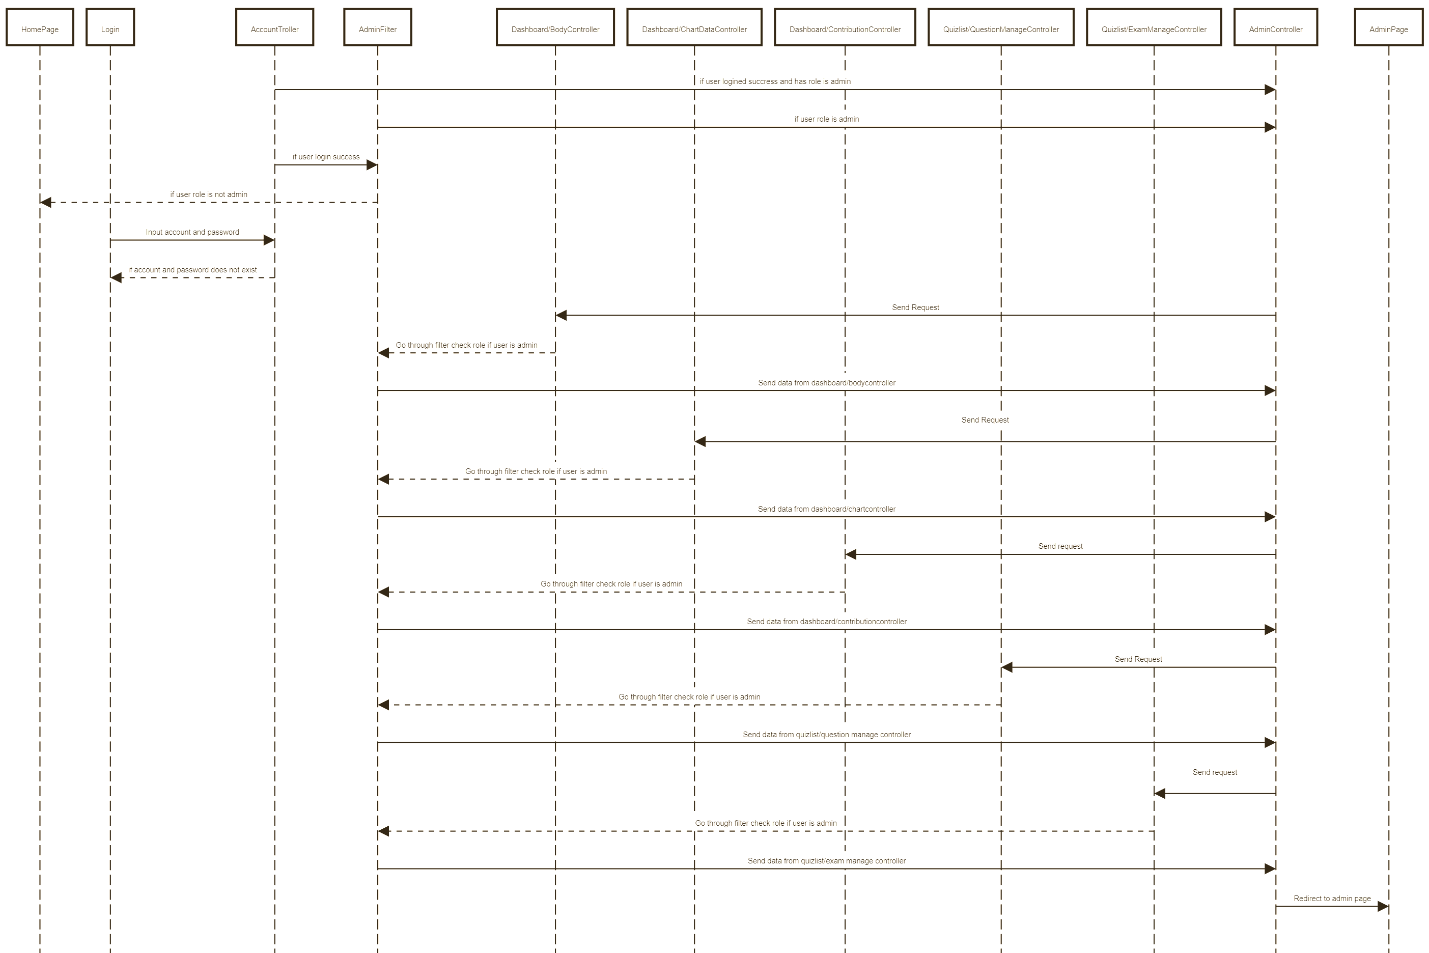 HomePage
Login
AccountTroller
AdminFilter
Dashboard/BodyController
Dashboard/ChartDataController
Dashboard/ContributionController
Quizlist/QuestionManageController
Quizlist/ExamManageController
AdminController
AdminPage
if user logined success and has role is admin
if user role is admin
if user login success
if user role is not admin
Input account and password
if account and password does not exist
Send Request
Go through filter check role if user is admin
Send data from dashboard/bodycontroller
Send Request
Go through filter check role if user is admin
Send data from dashboard/chartcontroller
Send request
Go through filter check role if user is admin
Send data from dashboard/contributioncontroller
Send Request
Go through filter check role if user is admin
Send data from quizlist/question manage controller
Send request
Go through filter check role if user is admin
Send data from quizlist/exam manage controller
Redirect to admin page